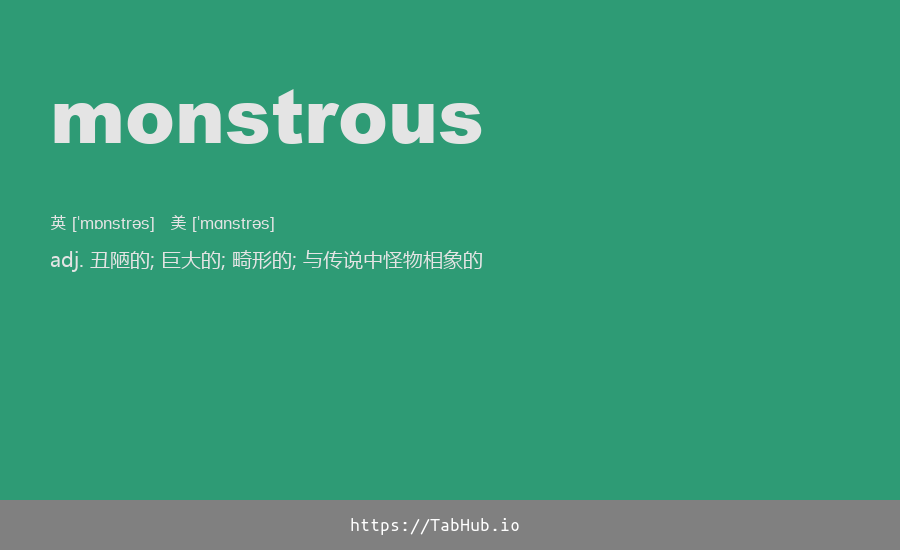 monstrous
英 [ˈmɒnstrəs] 美 [ˈmɑnstrəs]
adj. 丑陋的; 巨大的; 畸形的; 与传说中怪物相象的
https://TabHub.io